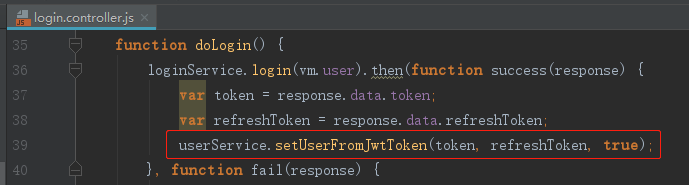 login.controller.js
35 function doLogin() {
36 loginService.login(vm.user).then(function success(response) {
37 var token = response.data.token;
38 var refreshToken = response.data.refreshToken;
39 userService.setUserFromJwtToken(token, refreshToken, true);
40 }, function fail(response) {